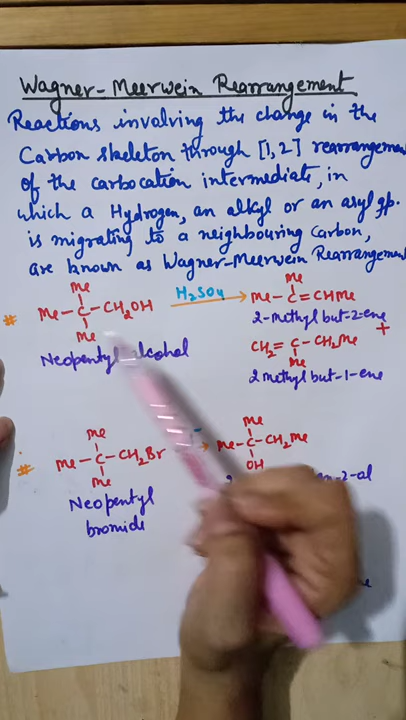 Wagner-Meerwein Rearrangement
Reactions involving the change in the
Carbon skeleton through [1,2] rearrangement
of the carbocation intermediate, in
which a Hydrogen, an alkyl or an aryl gp.
is migrating to a neighbouring Carbon,
are known as Wagner-Meerwein Rearrangement
Me
Me-C-CH2OH
Me
Neopentyl alcohol
H2SO4
Me
Me-C=CHMe
2-methyl but-2-ene
+
CH2=C-CH2Me
Me
2 methyl but-1-ene
Me
Me-C-CH2Br
Me
Neopentyl
bromide
Me
Me-C-CH2Me
OH
-2-ol